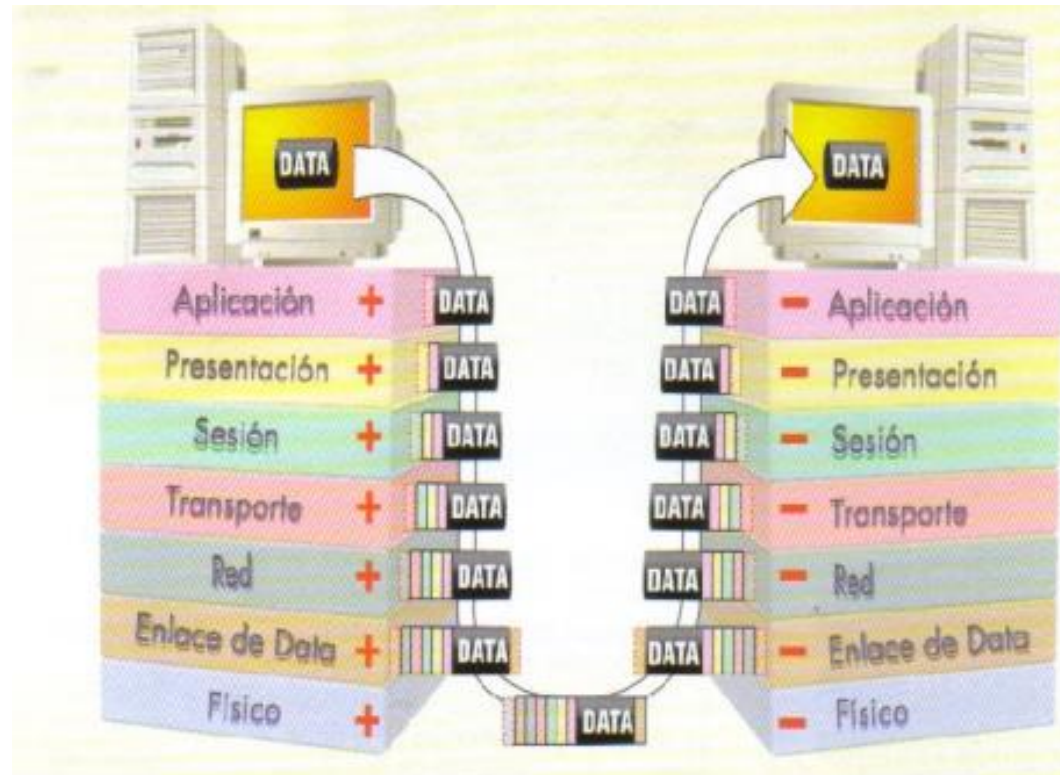 DATA DATA
Aplicación + DATA DATA - Aplicación
Presentación + DATA DATA - Presentación
Sesión + DATA DATA - Sesión
Transporte + DATA DATA - Transporte
Red + DATA DATA - Red
Enlace de Data + DATA DATA - Enlace de Data
Físico + DATA - Físico